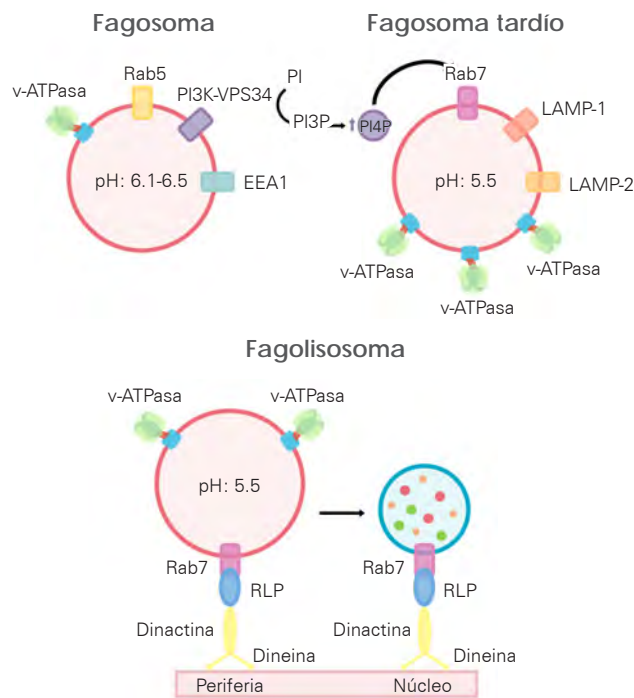 Fagosoma
Fagosoma tardío
v-ATPasa
Rab5
PI3K-VPS34
EEA1
pH: 6.1-6.5
PI
PI3P
PI4P
Rab7
LAMP-1
LAMP-2
pH: 5.5
v-ATPasa
v-ATPasa
v-ATPasa
Fagolisosoma
v-ATPasa
v-ATPasa
pH: 5.5
Rab7
RLP
Dinactina
Dineina
Rab7
RLP
Dinactina
Dineina
Periferia
Núcleo